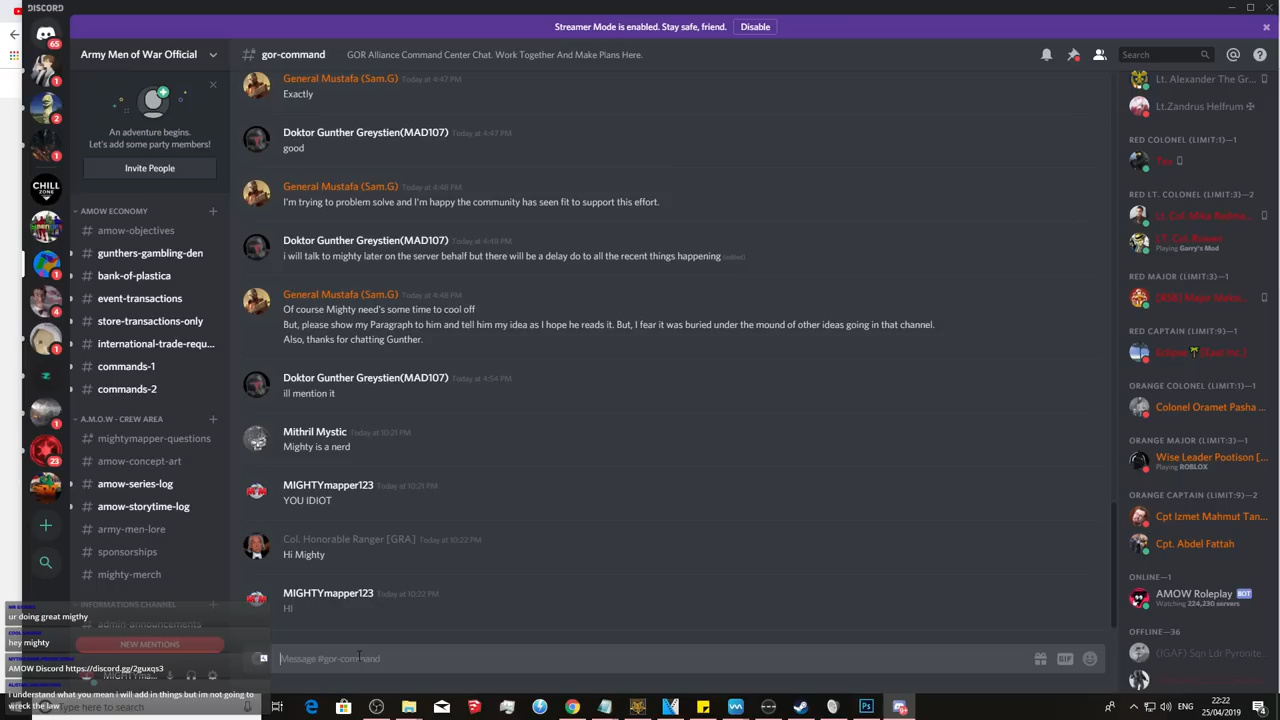 DISCORD
Streamer Mode is enabled. Stay safe, friend. Disable
65
1
2
1
CHILL ZONE
1
4
1
1
23
Army Men of War Official
An adventure begins.
Let's add some party members!
Invite People
AMOW ECONOMY
# amow-objectives
# gunthers-gambling-den
# bank-of-plastica
# event-transactions
# store-transactions-only
# international-trade-requ...
# commands-1
# commands-2
A.M.O.W - CREW AREA
# mightymapper-questions
# amow-concept-art
# amow-series-log
# amow-storytime-log
# army-men-lore
# sponsorships
# mighty-merch
INFORMATIONS CHANNEL
# admin-announcements
NEW MENTIONS
ur doing great migthy
hey mighty
AMOW Discord https://discord.gg/2guxqs3
I understand what you mean I will add in things but im not going to
wreck the law
Type here to search
# gor-command GOR Alliance Command Center Chat. Work Together And Make Plans Here.
Search
General Mustafa (Sam.G) Today at 4:47 PM
Exactly
Doktor Gunther Greystien(MAD107) Today at 4:47 PM
good
General Mustafa (Sam.G) Today at 4:48 PM
I'm trying to problem solve and I'm happy the community has seen fit to support this effort.
Doktor Gunther Greystien(MAD107) Today at 4:48 PM
i will talk to mighty later on the server behalf but there will be a delay do to all the recent things happening (edited)
General Mustafa (Sam.G) Today at 4:48 PM
Of course Mighty need's some time to cool off
But, please show my Paragraph to him and tell him my idea as I hope he reads it. But, I fear it was buried under the mound of other ideas going in that channel.
Also, thanks for chatting Gunther.
Doktor Gunther Greystien(MAD107) Today at 4:54 PM
ill mention it
Mithril Mystic Today at 10:21 PM
Mighty is a nerd
MIGHTYmapper123 Today at 10:21 PM
YOU IDIOT
Col. Honorable Ranger [GRA] Today at 10:22 PM
Hi Mighty
MIGHTYmapper123 Today at 10:22 PM
HI
Message #gor-command
GIF
Lt. Alexander The Gr...
Lt.Zandrus Helfrum ✠
RED COLONEL (LIMIT:1)—1
RED LT. COLONEL (LIMIT:3)—2
Lt. Col. Mike Redmo...
LT. Col. Rowen
Playing Garry's Mod
RED MAJOR (LIMIT:3)—1
RED CAPTAIN (LIMIT:9)—1
ORANGE COLONEL (LIMIT:1)—1
Colonel Oramet Pasha ...
ORANGE MAJOR (LIMIT:3)—1
Wise Leader Pootison [...
Playing ROBLOX
ORANGE CAPTAIN (LIMIT:9)—2
Cpt Izmet Mahmut Tan...
Cpt. Abdel Fattah
ONLINE—1
AMOW Roleplay BOT
Watching 224,230 servers
OFFLINE—36
(IGAF) Sqn Ldr Pyronite.
22:22
25/04/2019